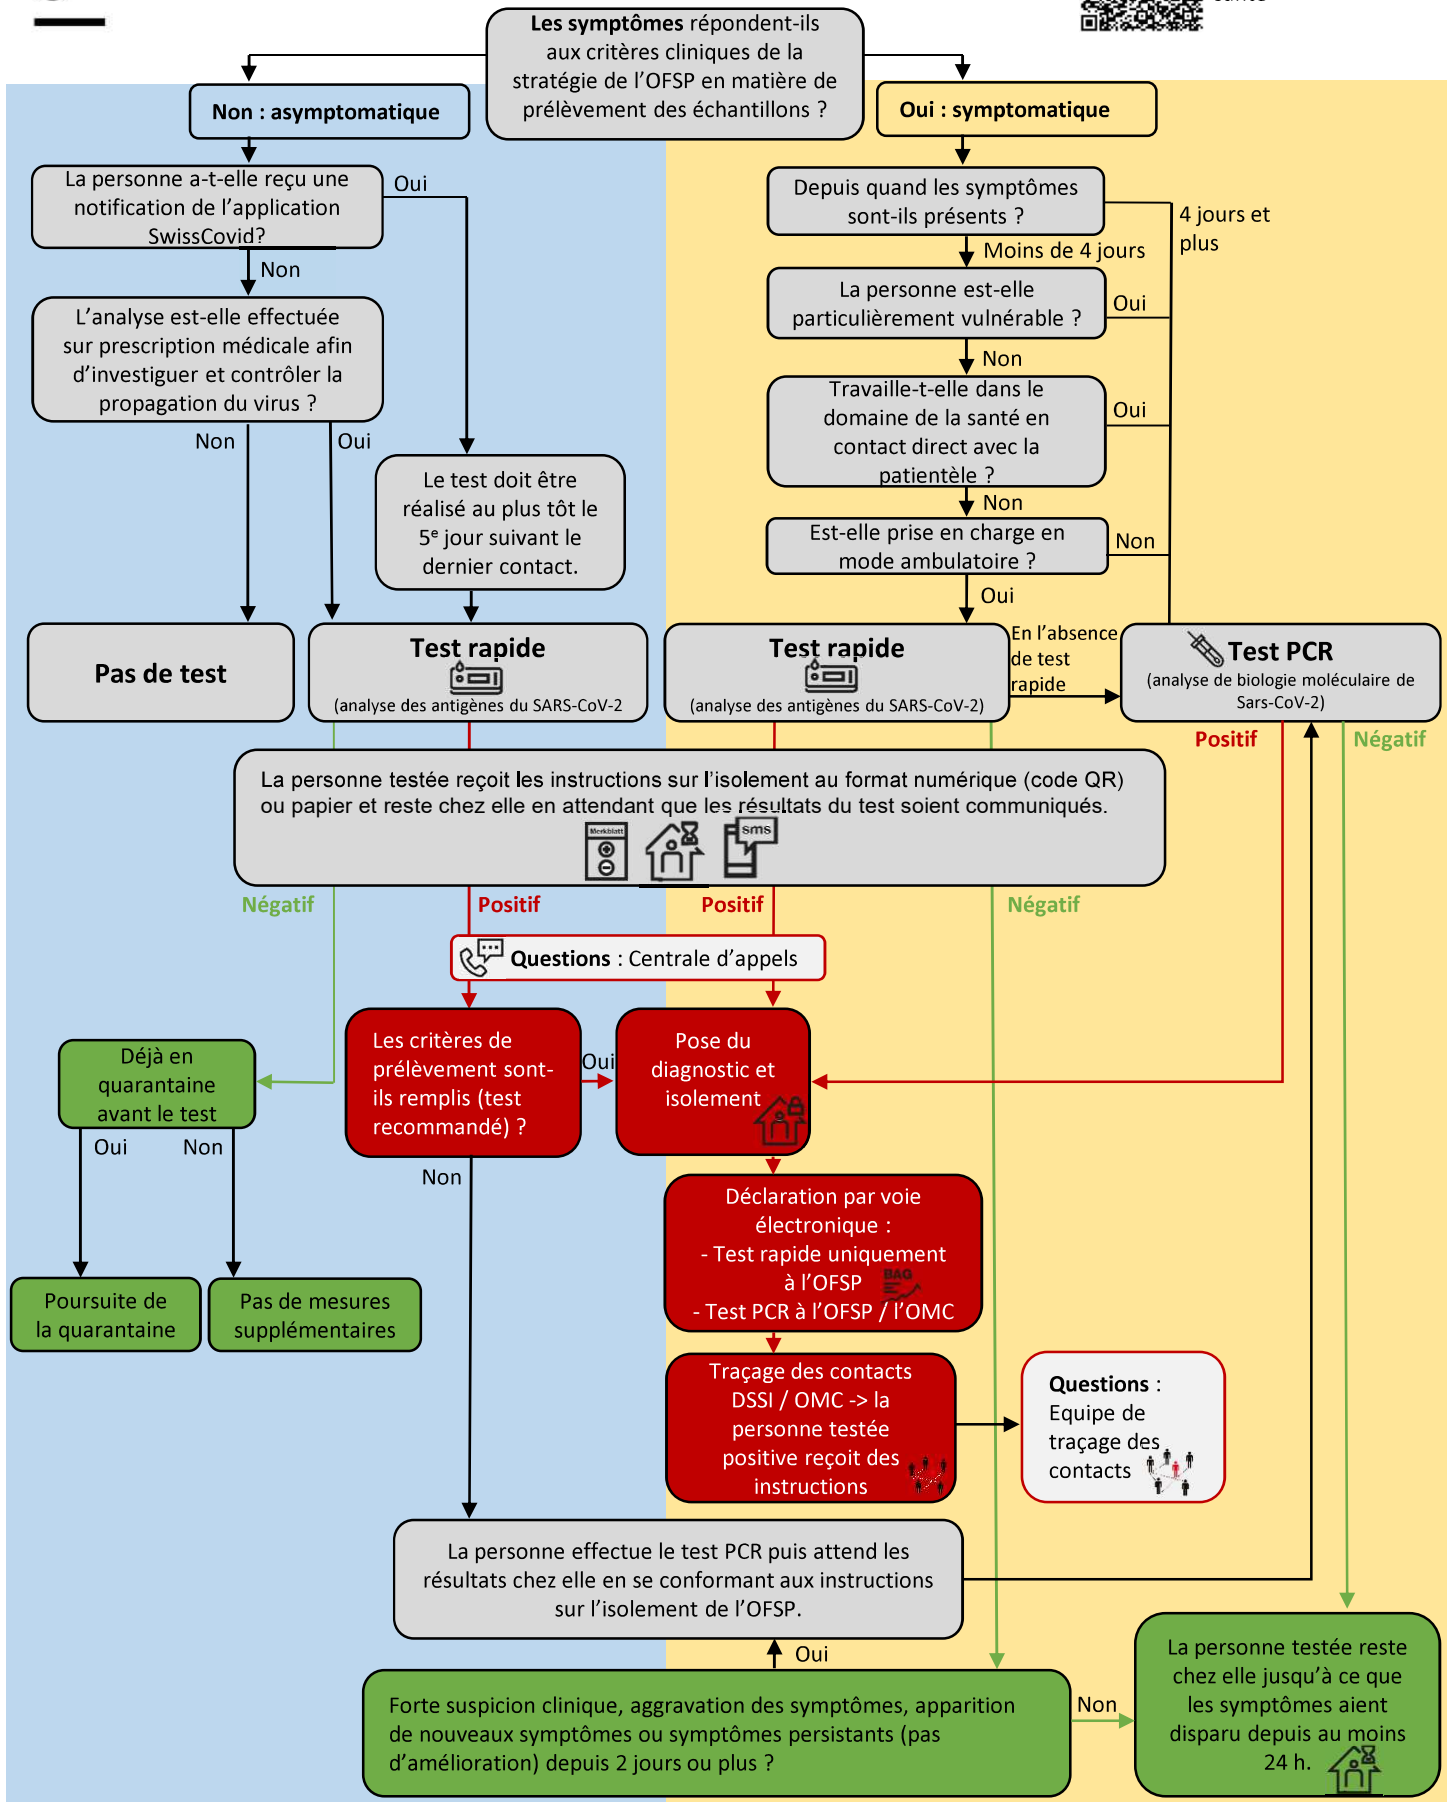 santé
Les symptômes répondent-ils
aux critères cliniques de la
stratégie de l’OFSP en matière de
prélèvement des échantillons ?
Non : asymptomatique
Oui : symptomatique
La personne a-t-elle reçu une
notification de l’application
SwissCovid?
Oui
Non
L’analyse est-elle effectuée
sur prescription médicale afin
d’investiguer et contrôler la
propagation du virus ?
Non
Oui
Le test doit être
réalisé au plus tôt le
5e jour suivant le
dernier contact.
Depuis quand les symptômes
sont-ils présents ?
4 jours et
plus
Moins de 4 jours
La personne est-elle
particulièrement vulnérable ?
Oui
Non
Travaille-t-elle dans le
domaine de la santé en
contact direct avec la
patientèle ?
Oui
Non
Est-elle prise en charge en
mode ambulatoire ?
Non
Oui
Pas de test
Test rapide
(analyse des antigènes du SARS-CoV-2
Test rapide
(analyse des antigènes du SARS-CoV-2)
En l’absence
de test
rapide
Test PCR
(analyse de biologie moléculaire de
Sars-CoV-2)
Positif
Négatif
La personne testée reçoit les instructions sur l’isolement au format numérique (code QR)
ou papier et reste chez elle en attendant que les résultats du test soient communiqués.
Merkblatt
sms
Négatif
Positif
Positif
Négatif
Questions : Centrale d’appels
Déjà en
quarantaine
avant le test
Les critères de
prélèvement sont-
ils remplis (test
recommandé) ?
Oui
Pose du
diagnostic et
isolement
Oui
Non
Non
Déclaration par voie
électronique :
- Test rapide uniquement
à l’OFSP
BAG
- Test PCR à l’OFSP / l’OMC
Poursuite de
la quarantaine
Pas de mesures
supplémentaires
Traçage des contacts
DSSI / OMC -> la
personne testée
positive reçoit des
instructions
Questions :
Equipe de
traçage des
contacts
La personne effectue le test PCR puis attend les
résultats chez elle en se conformant aux instructions
sur l’isolement de l’OFSP.
Oui
Forte suspicion clinique, aggravation des symptômes, apparition
de nouveaux symptômes ou symptômes persistants (pas
d’amélioration) depuis 2 jours ou plus ?
Non
La personne testée reste
chez elle jusqu’à ce que
les symptômes aient
disparu depuis au moins
24 h.